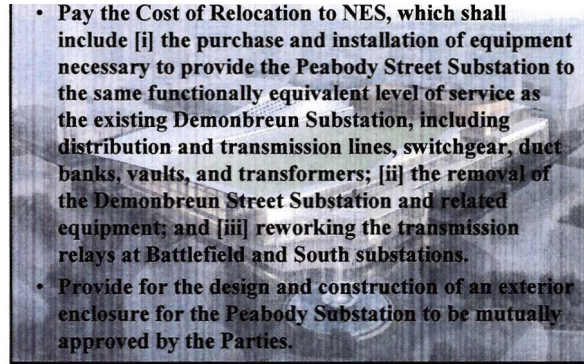 • Pay the Cost of Relocation to NES, which shall
include [i] the purchase and installation of equipment
necessary to provide the Peabody Street Substation to
the same functionally equivalent level of service as
the existing Demonbreun Substation, including
distribution and transmission lines, switchgear, duct
banks, vaults, and transformers; [ii] the removal of
the Demonbreun Street Substation and related
equipment; and [iii] reworking the transmission
relays at Battlefield and South substations.
• Provide for the design and construction of an exterior
enclosure for the Peabody Substation to be mutually
approved by the Parties.